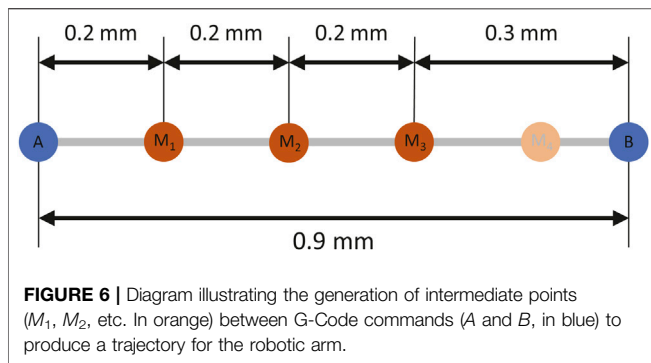 0.2 mm 0.2 mm 0.2 mm 0.3 mm
A M₁ M₂ M₃ M₄ B
0.9 mm
FIGURE 6 | Diagram illustrating the generation of intermediate points
(M₁, M₂, etc. In orange) between G-Code commands (A and B, in blue) to
produce a trajectory for the robotic arm.